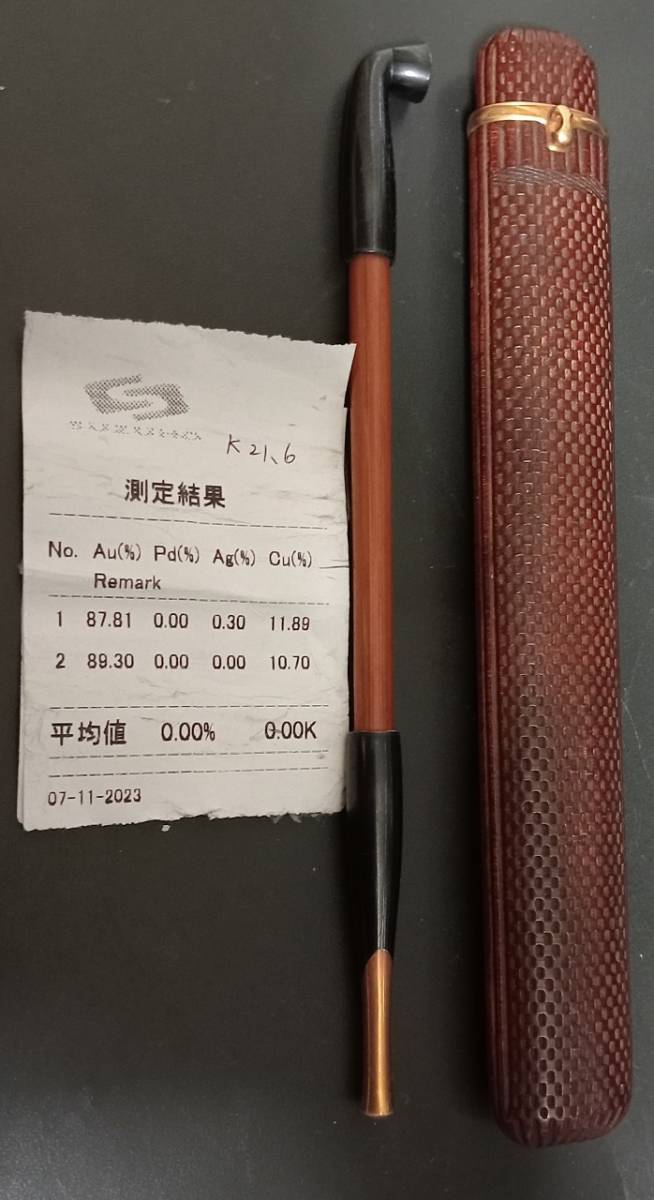 K21.6
測定結果
No. Au(%) Pd(%) Ag(%) Cu(%)
Remark
1 87.81 0.00 0.30 11.89
2 89.30 0.00 0.00 10.70
平均値 0.00% 0.00K
07-11-2023